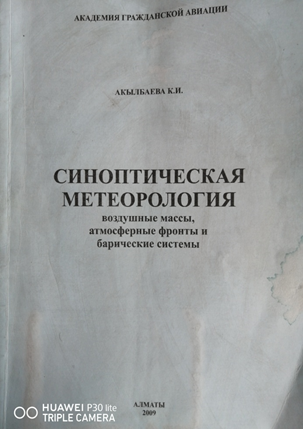 АКАДЕМИЯ ГРАЖДАНСКОЙ АВИАЦИИ
АКЫЛБАЕВА К.И.
СИНОПТИЧЕСКАЯ
МЕТЕОРОЛОГИЯ
воздушные массы,
атмосферные фронты и
барические системы
АЛМАТЫ
2009
HUAWEI P30 lite
TRIPLE CAMERA